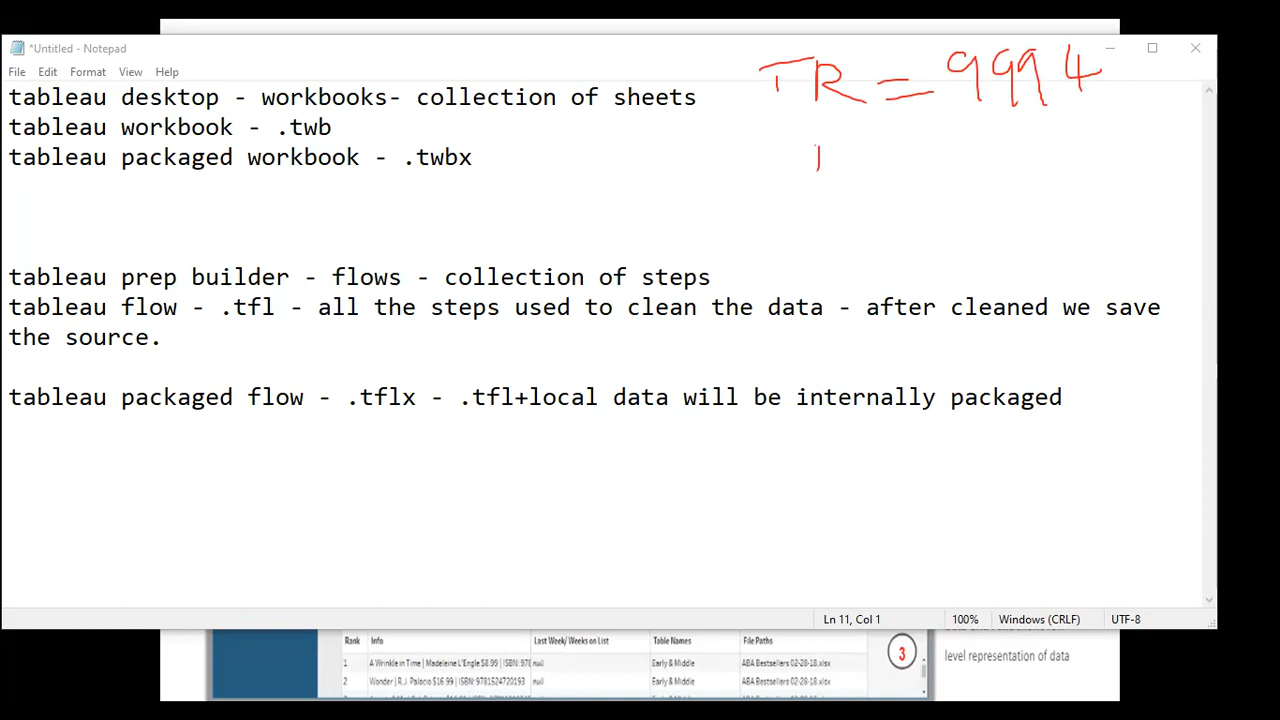 *Untitled - Notepad
File Edit Format View Help
TR = 9994
tableau desktop - workbooks- collection of sheets
tableau workbook - .twb
tableau packaged workbook - .twbx
tableau prep builder - flows - collection of steps
tableau flow - .tfl - all the steps used to clean the data - after cleaned we save
the source.
tableau packaged flow - .tflx - .tfl+local data will be internally packaged
Ln 11, Col 1 100% Windows (CRLF) UTF-8
Rank Info Last Week/ Weeks on List Table Names File Paths
3
level representation of data
1 A Wrinkle in Time | Madeleine L'Engle $8.99 | ISBN: 978 null Early & Middle ABA Bestsellers 02-28-18.xlsx
2 Wonder | R.J. Palacio $16.99 | ISBN: 9781524720193 null Early & Middle ABA Bestsellers 02-28-18.xlsx